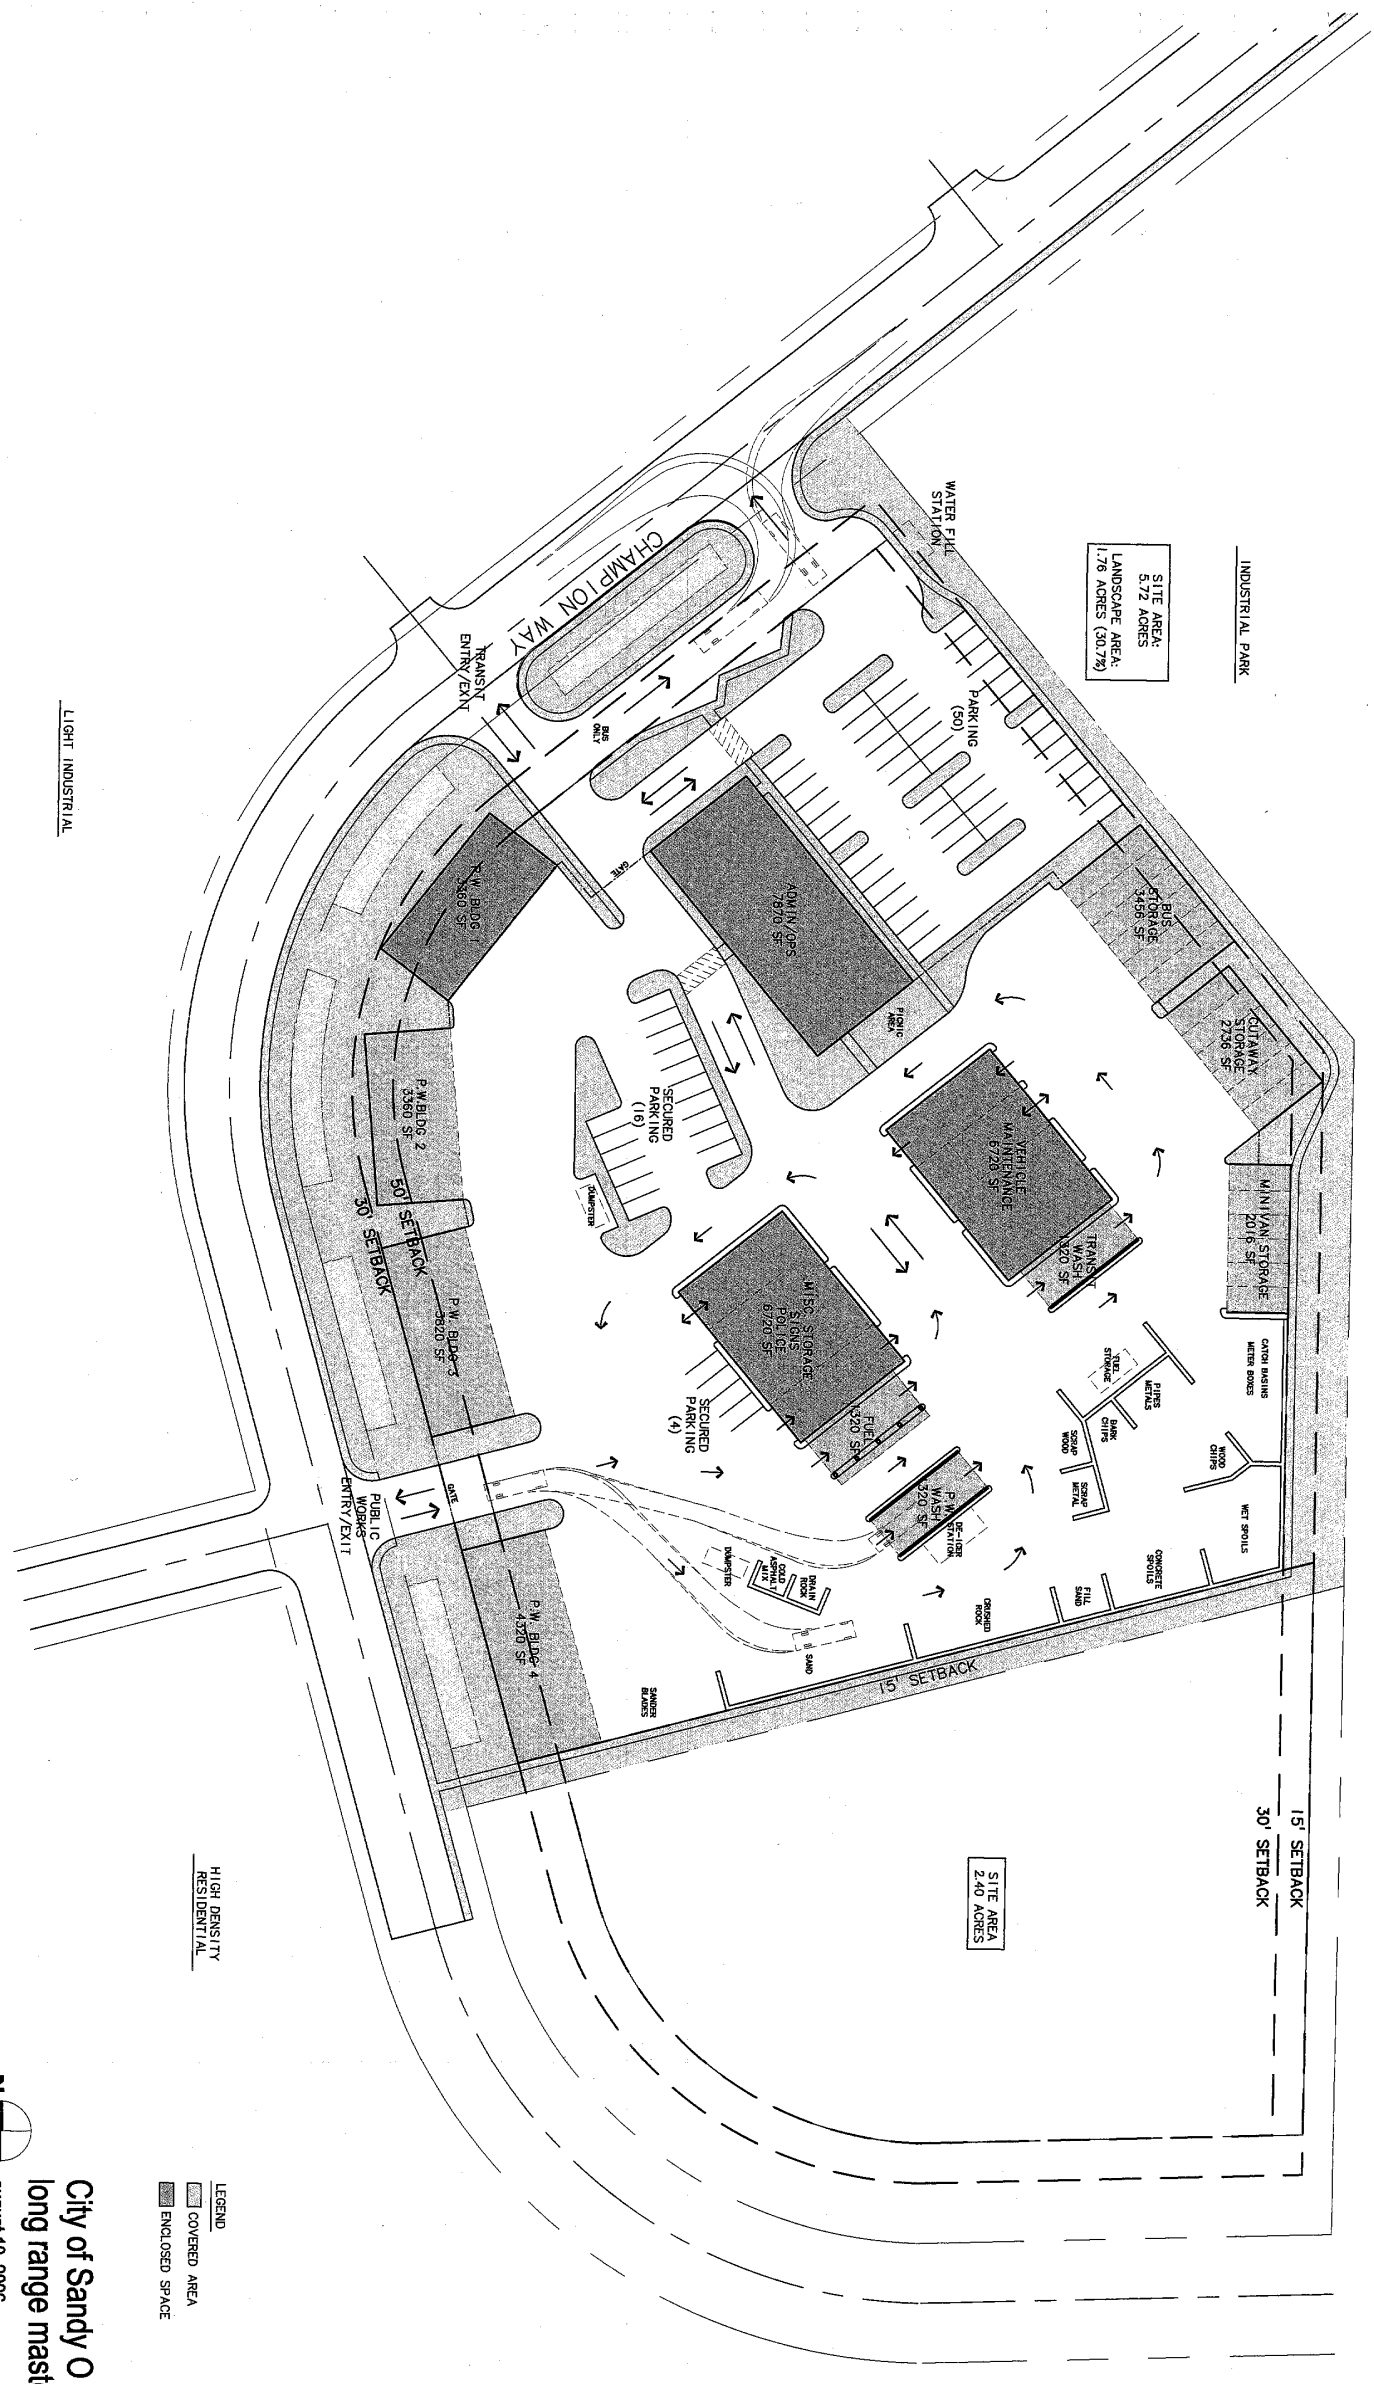 INDUSTRIAL PARK
SITE AREA:
5.72 ACRES
LANDSCAPE AREA:
1.76 ACRES (30.7%)
WATER FILL
STATION
PARKING
(50)
CHAMPION WAY
TRANSIT
ENTRY/EXIT
BUS
ONLY
LIGHT INDUSTRIAL
GATE
ADMIN/OPS
7870 SF
PICNIC
AREA
BUS
STORAGE
3456 SF
CUTAWAY
STORAGE
2736 SF
MINIVAN STORAGE
2016 SF
P.W. BLDG 1
3360 SF
P.W. BLDG 2
3360 SF
50' SETBACK
30' SETBACK
P.W. BLDG 3
3820 SF
P.W. BLDG 4
4320 SF
SECURED
PARKING
(16)
DUMPSTER
VEHICLE
MAINTENANCE
6728 SF
TRANSIT
WASH
1320 SF
MISC. STORAGE
SIGNS
POLICE
6720 SF
FUEL
1320 SF
SECURED
PARKING
(4)
P.W.
WASH
1320 SF
DE-ICER
STATION
FUEL
STORAGE
PIPES
METALS
BARK
CHIPS
SCRAP
WOOD
SCRAP
METAL
CATCH BASINS
METER BOXES
WOOD
CHIPS
WET SPOILS
CONCRETE
SPOILS
FILL
SAND
CRUSHED
ROCK
DRAIN
ROCK
COLD
ASPHALT
MIX
DUMPSTER
SAND
SANDER
BLADES
GATE
PUBLIC
WORKS
ENTRY/EXIT
15' SETBACK
15' SETBACK
30' SETBACK
SITE AREA
2.40 ACRES
HIGH DENSITY
RESIDENTIAL
LEGEND
COVERED AREA
ENCLOSED SPACE
N
City of Sandy O
long range mast